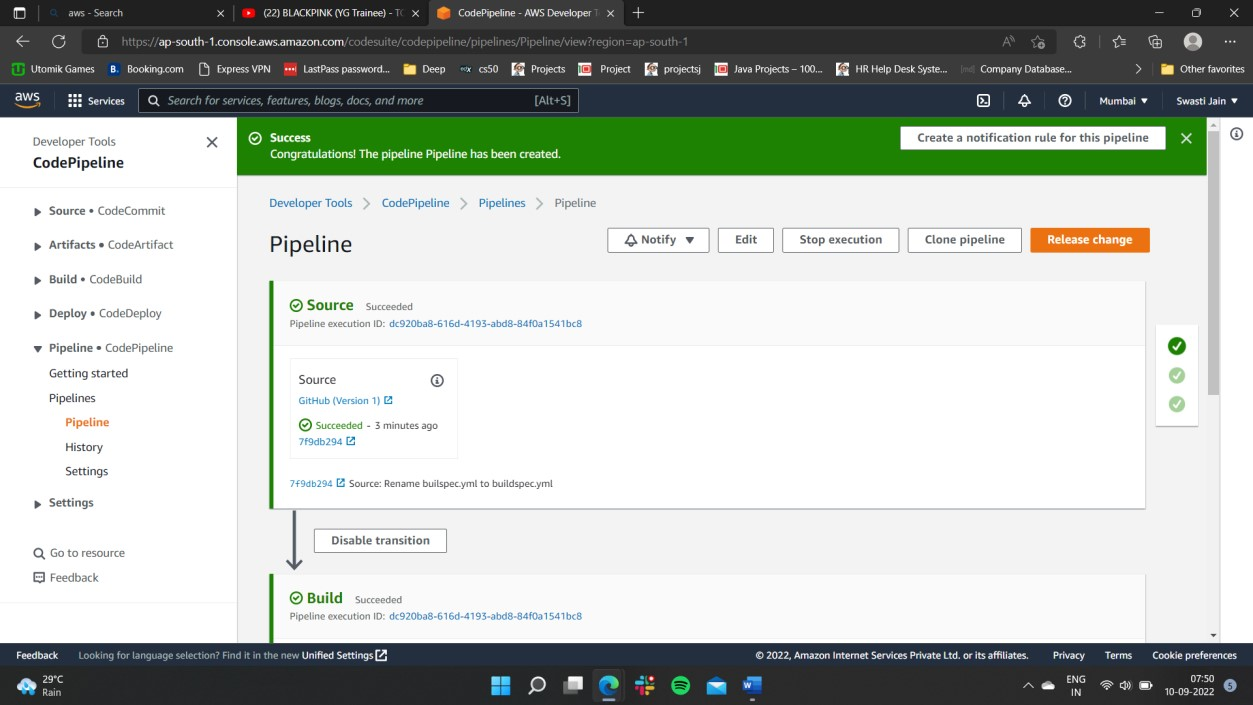 aws - Search
(22) BLACKPINK (YG Trainee) - TC
CodePipeline - AWS Developer T
https://ap-south-1.console.aws.amazon.com/codesuite/codepipeline/pipelines/Pipeline/view?region=ap-south-1
Utomik Games
Booking.com
Express VPN
LastPass password...
Deep
cs50
Projects
Project
projectsj
Java Projects – 100...
HR Help Desk Syste...
Company Database...
Other favorites
aws
Services
Search for services, features, blogs, docs, and more
[Alt+S]
Mumbai ▼
Swasti Jain ▼
Developer Tools
CodePipeline
Source • CodeCommit
Artifacts • CodeArtifact
Build • CodeBuild
Deploy • CodeDeploy
Pipeline • CodePipeline
Getting started
Pipelines
Pipeline
History
Settings
Settings
Go to resource
Feedback
Success
Congratulations! The pipeline Pipeline has been created.
Create a notification rule for this pipeline
Developer Tools > CodePipeline > Pipelines > Pipeline
Pipeline
Notify ▼
Edit
Stop execution
Clone pipeline
Release change
Source Succeeded
Pipeline execution ID: dc920ba8-616d-4193-abd8-84f0a1541bc8
Source
GitHub (Version 1)
Succeeded - 3 minutes ago
7f9db294
7f9db294 Source: Rename builspec.yml to buildspec.yml
Disable transition
Build Succeeded
Pipeline execution ID: dc920ba8-616d-4193-abd8-84f0a1541bc8
Feedback
Looking for language selection? Find it in the new Unified Settings
© 2022, Amazon Internet Services Private Ltd. or its affiliates.
Privacy
Terms
Cookie preferences
29°C
Rain
ENG
IN
07:50
10-09-2022
5